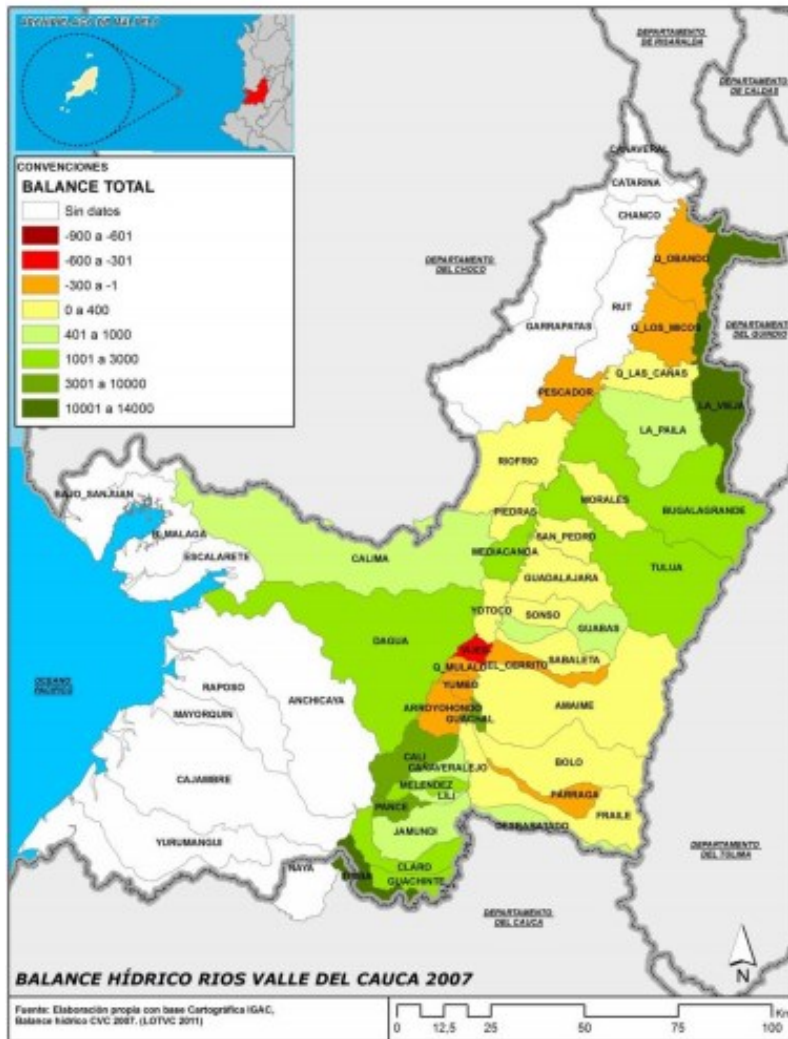 ARCHIPIELAGO DE MALPELO
CONVENCIONES
BALANCE TOTAL
Sin datos
-900 a -601
-600 a -301
-300 a -1
0 a 400
401 a 1000
1001 a 3000
3001 a 10000
10001 a 14000
DEPARTAMENTO
DE RISARALDA
DEPARTAMENTO
DE CALDAS
DEPARTAMENTO
DEL CHOCO
DEPARTAMENTO
DEL QUINDIO
CAÑAVERAL
CATARINA
CHANCO
Q_OBANDO
RUT
GARRAPATAS
Q_LOS_MICOS
Q_LAS_CAÑAS
PESCADOR
LA_VIEJA
LA_PAILA
RIOFRIO
MORALES
PIEDRAS
BUGALAGRANDE
BAJO_SANJUAN
B_MALAGA
ESCALARETE
CALIMA
MEDIACANOA
SAN_PEDRO
TULUA
GUADALAJARA
YOTOCO
SONSO
GUABAS
DAGUA
Q_MULALO
EL_CERRITO
SABALETA
YUMBO
AMAIME
OCEANO
PACIFICO
RAPOSO
ANCHICAYA
MAYORQUIN
ARROYOHONDO
GUACHAL
CALI
CAÑAVERALEJO
BOLO
CAJAMBRE
MELENDEZ
LILI
PANCE
PARRAGA
FRAILE
JAMUNDI
DESBARATADO
YURUMANGUI
NAYA
CLARO
GUACHINTE
DEPARTAMENTO
DEL TOLIMA
DEPARTAMENTO
DEL CAUCA
N
BALANCE HÍDRICO RIOS VALLE DEL CAUCA 2007
Fuente: Elaboración propia con base Cartográfica IGAC,
Balance hídrico CVC 2007. (LOTVC 2011)
Km
0 12,5 25 50 75 100